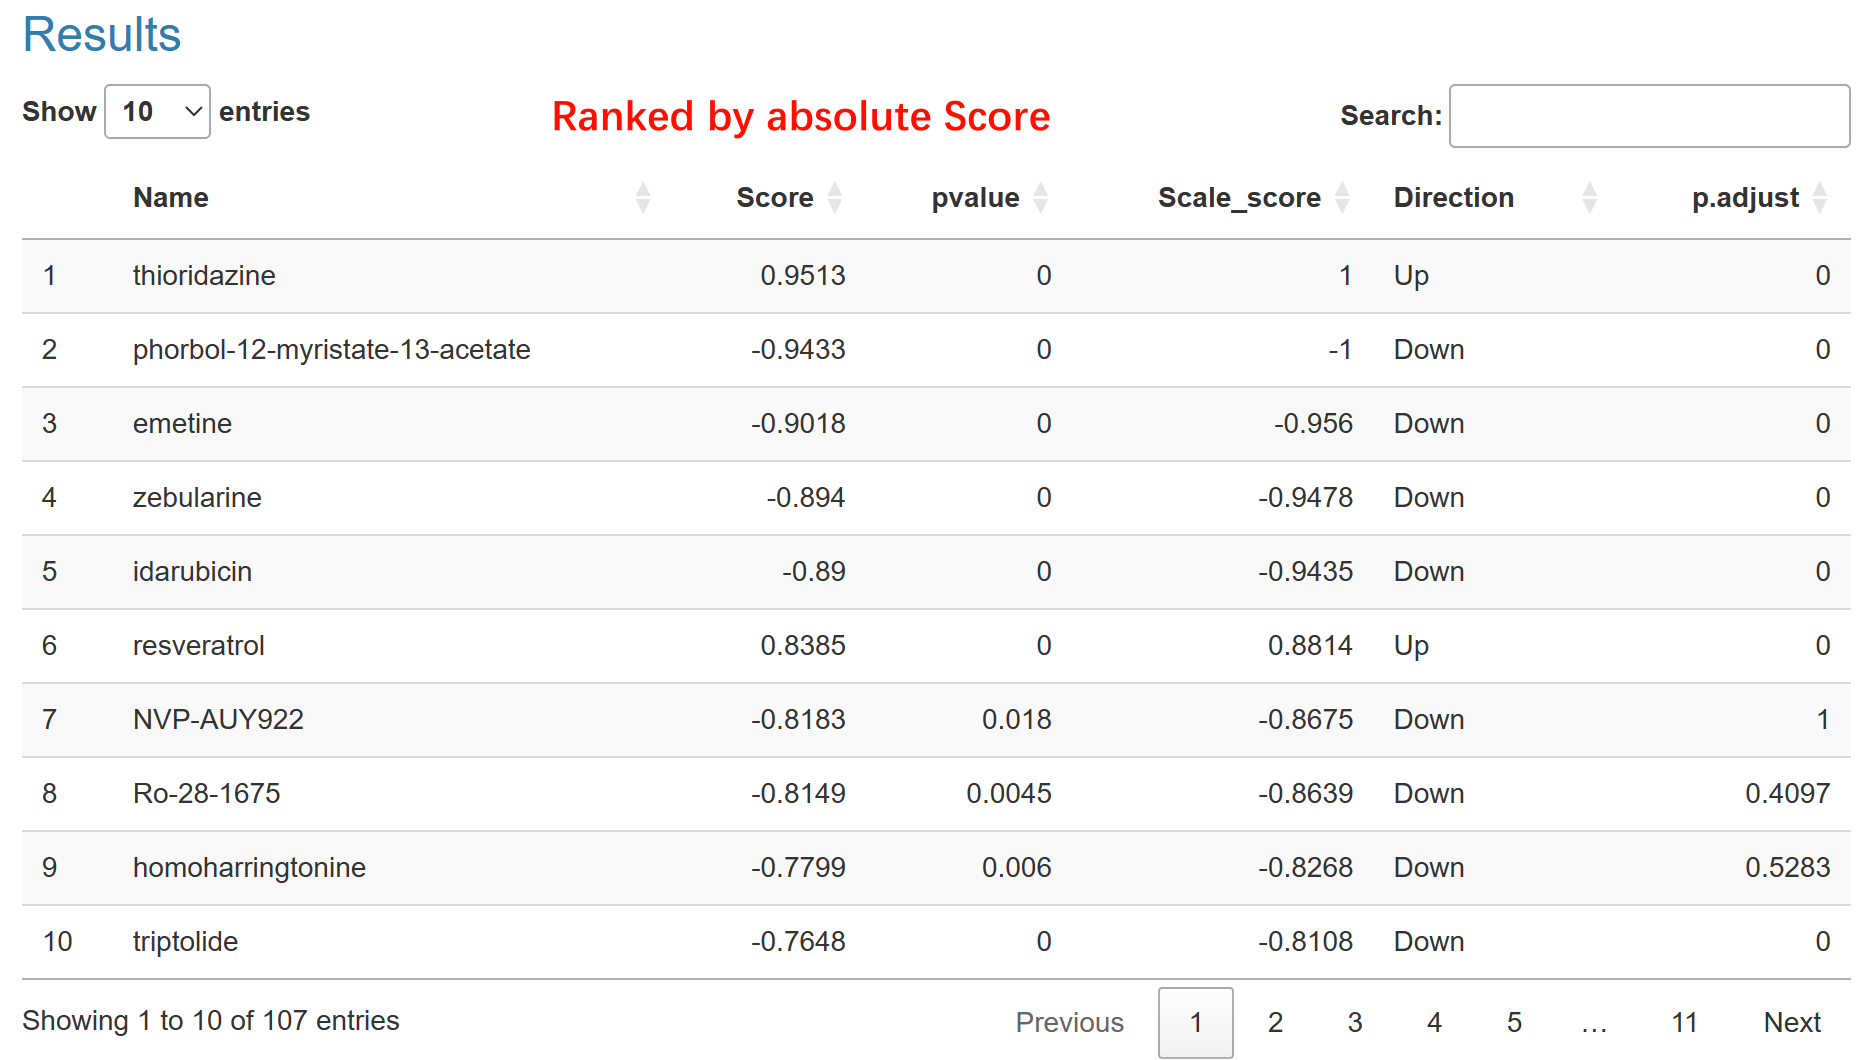 Results
Show 10 entries Ranked by absolute Score Search:
Name Score pvalue Scale_score Direction p.adjust
1 thioridazine 0.9513 0 1 Up 0
2 phorbol-12-myristate-13-acetate -0.9433 0 -1 Down 0
3 emetine -0.9018 0 -0.956 Down 0
4 zebularine -0.894 0 -0.9478 Down 0
5 idarubicin -0.89 0 -0.9435 Down 0
6 resveratrol 0.8385 0 0.8814 Up 0
7 NVP-AUY922 -0.8183 0.018 -0.8675 Down 1
8 Ro-28-1675 -0.8149 0.0045 -0.8639 Down 0.4097
9 homoharringtonine -0.7799 0.006 -0.8268 Down 0.5283
10 triptolide -0.7648 0 -0.8108 Down 0
Showing 1 to 10 of 107 entries Previous 1 2 3 4 5 … 11 Next